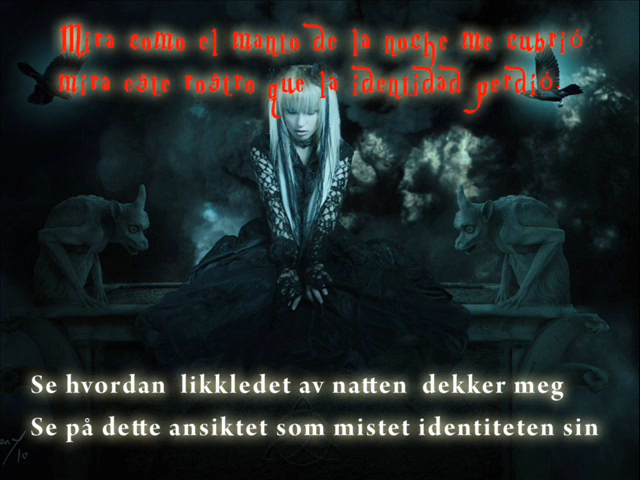 Mira como el manto de la noche me cubrió
mira este rostro que la identidad perdió
Se hvordan likkledet av natten dekker meg
Se på dette ansiktet som mistet identiteten sin